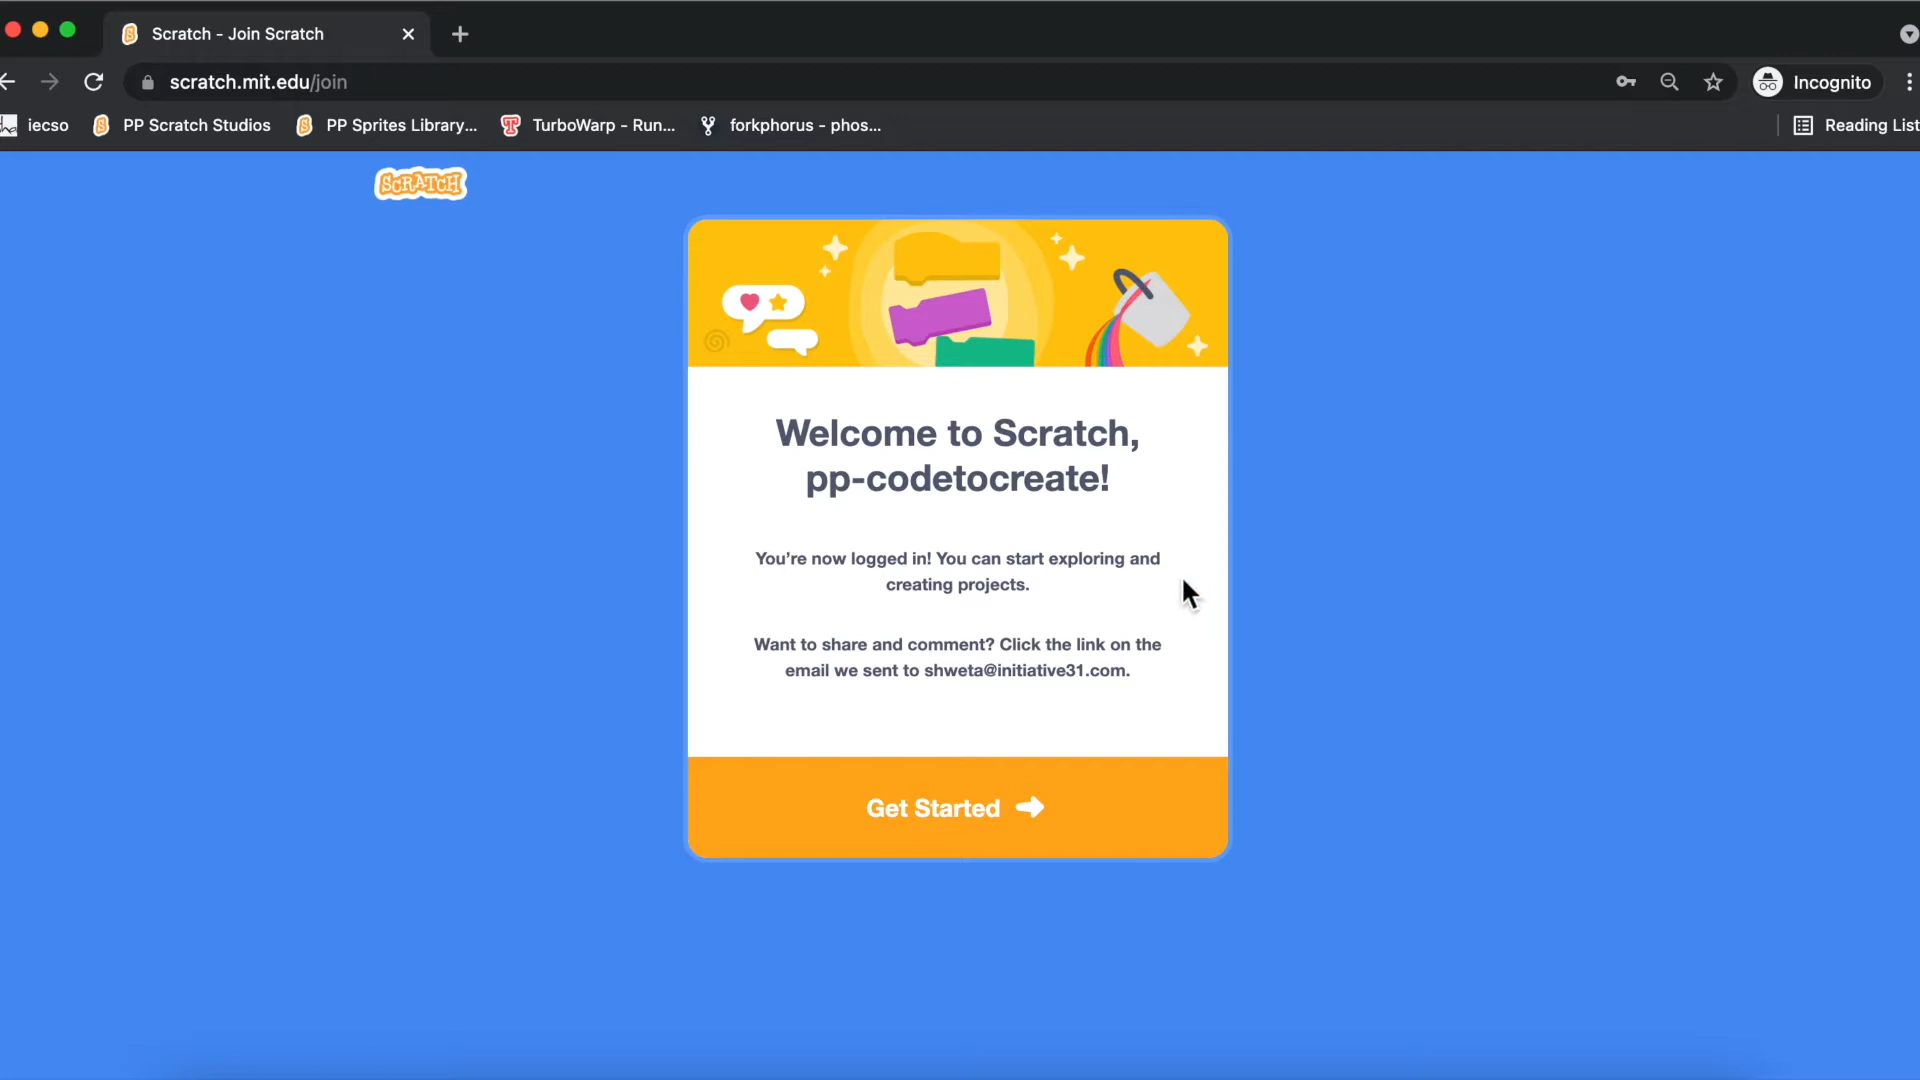 Scratch - Join Scratch
scratch.mit.edu/join
Incognito
iecso
PP Scratch Studios
PP Sprites Library...
TurboWarp - Run...
forkphorus - phos...
Reading List
SCRATCH
Welcome to Scratch,
pp-codetocreate!
You’re now logged in! You can start exploring and
creating projects.
Want to share and comment? Click the link on the
email we sent to shweta@initiative31.com.
Get Started